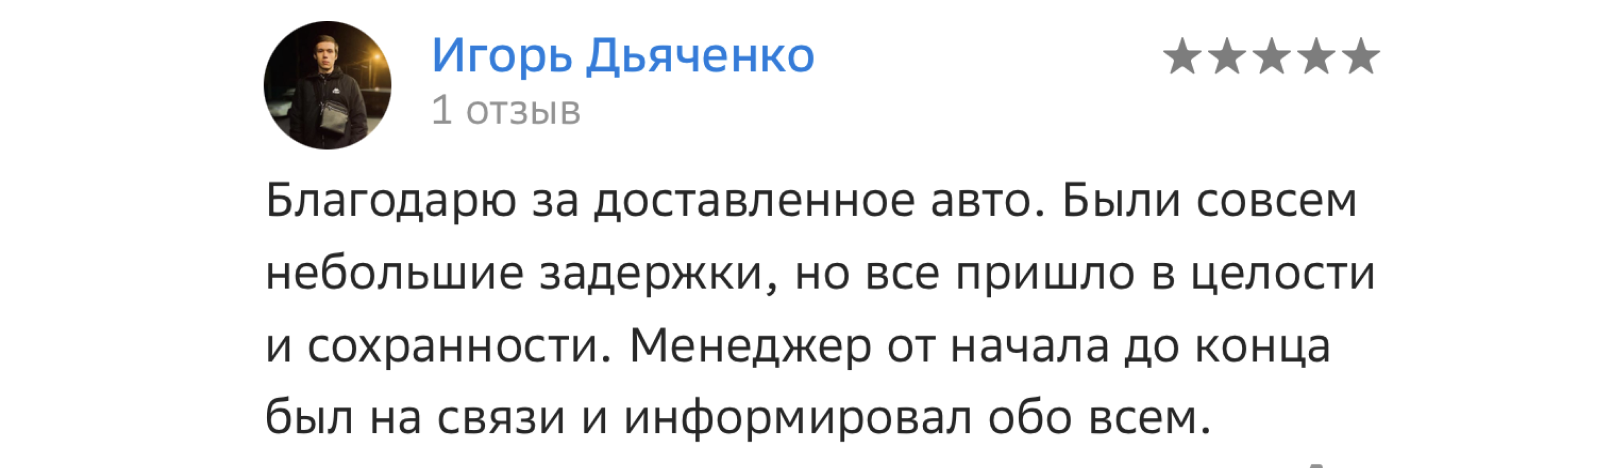 Игорь Дьяченко
1 отзыв
Благодарю за доставленное авто. Были совсем
небольшие задержки, но все пришло в целости
и сохранности. Менеджер от начала до конца
был на связи и информировал обо всем.